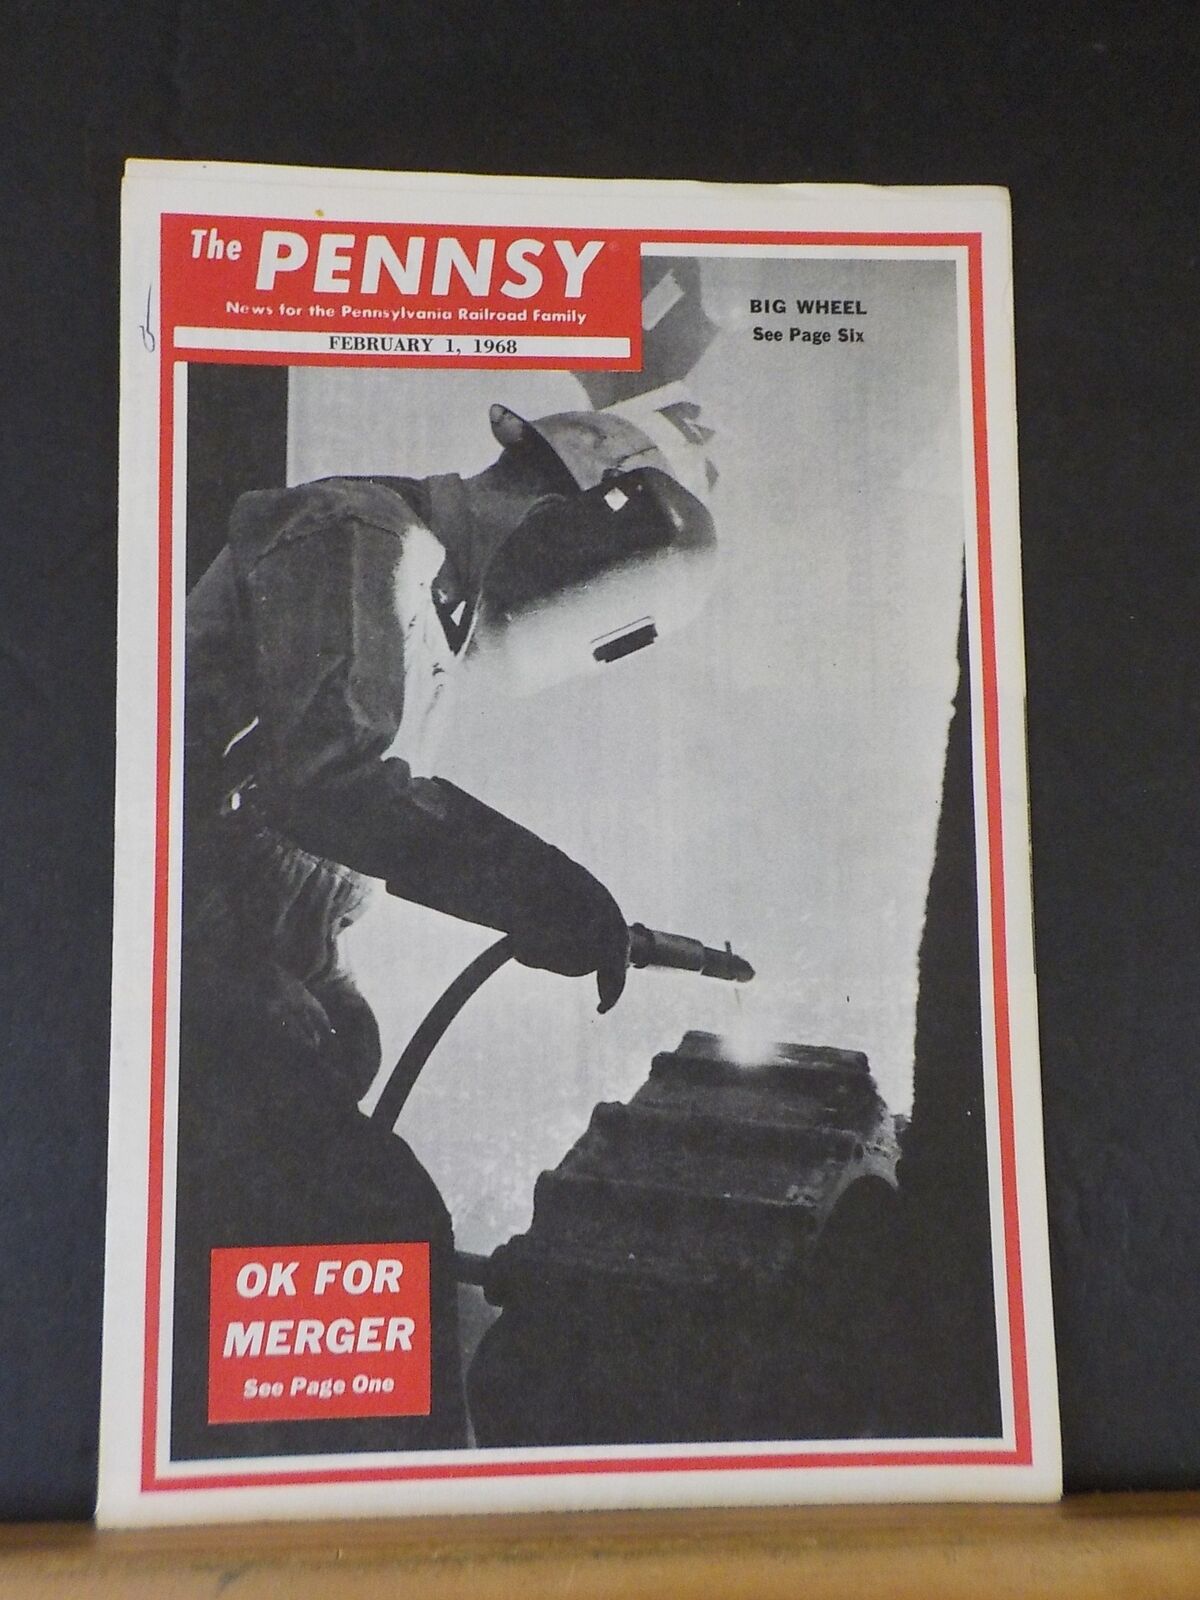 The PENNSY
News for the Pennsylvania Railroad Family
FEBRUARY 1, 1968
BIG WHEEL
See Page Six
OK FOR
MERGER
See Page One